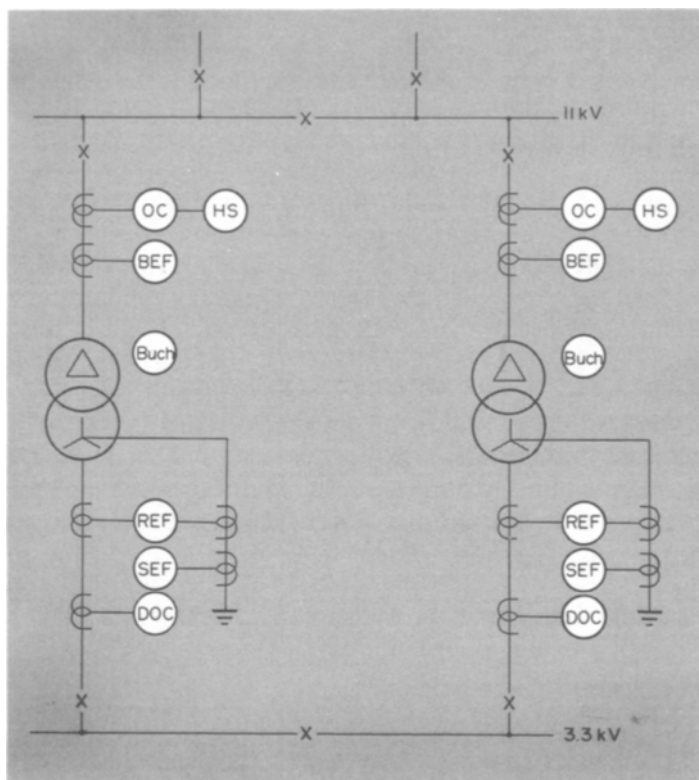 11 kV
OC HS OC HS
BEF BEF
Buch Buch
REF REF
SEF SEF
DOC DOC
3.3 kV